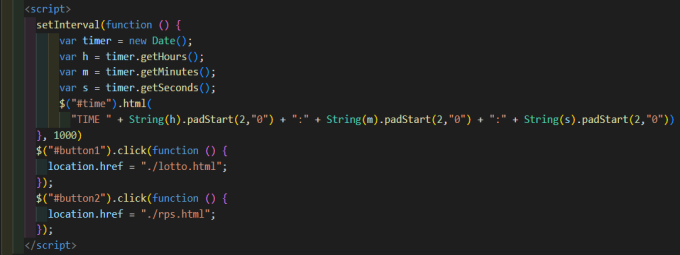 <script>
setInterval(function () {
var timer = new Date();
var h = timer.getHours();
var m = timer.getMinutes();
var s = timer.getSeconds();
$("#time").html(
"TIME " + String(h).padStart(2,"0") + ":" + String(m).padStart(2,"0") + ":" + String(s).padStart(2,"0"))
}, 1000)
$("#button1").click(function () {
location.href = "./lotto.html";
});
$("#button2").click(function () {
location.href = "./rps.html";
});
</script>